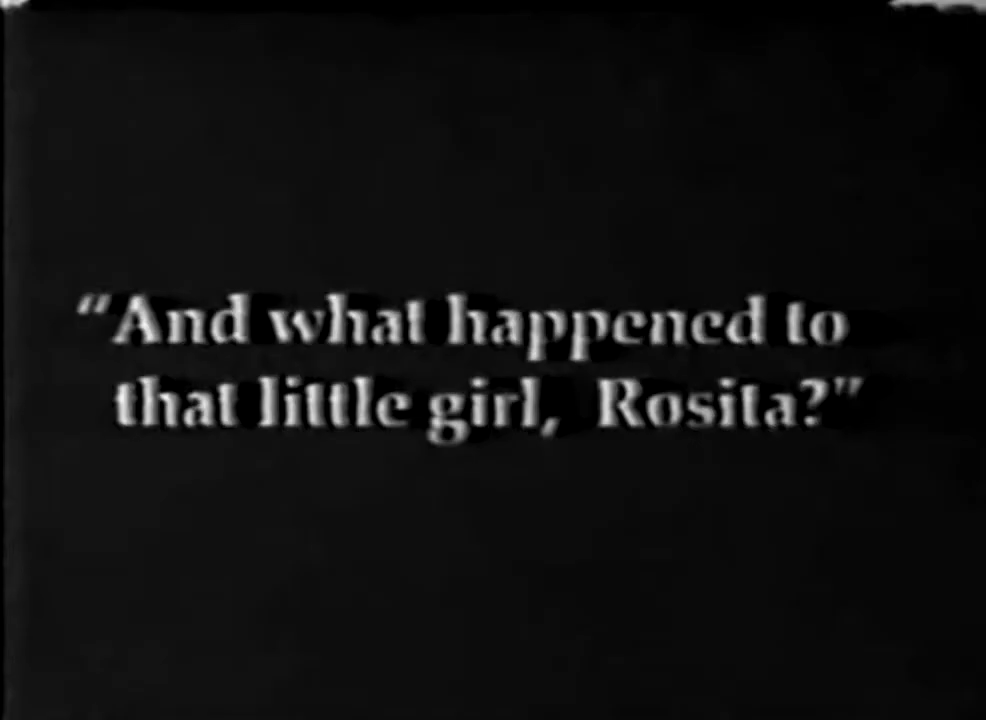 “And what happened to
that little girl, Rosita?”